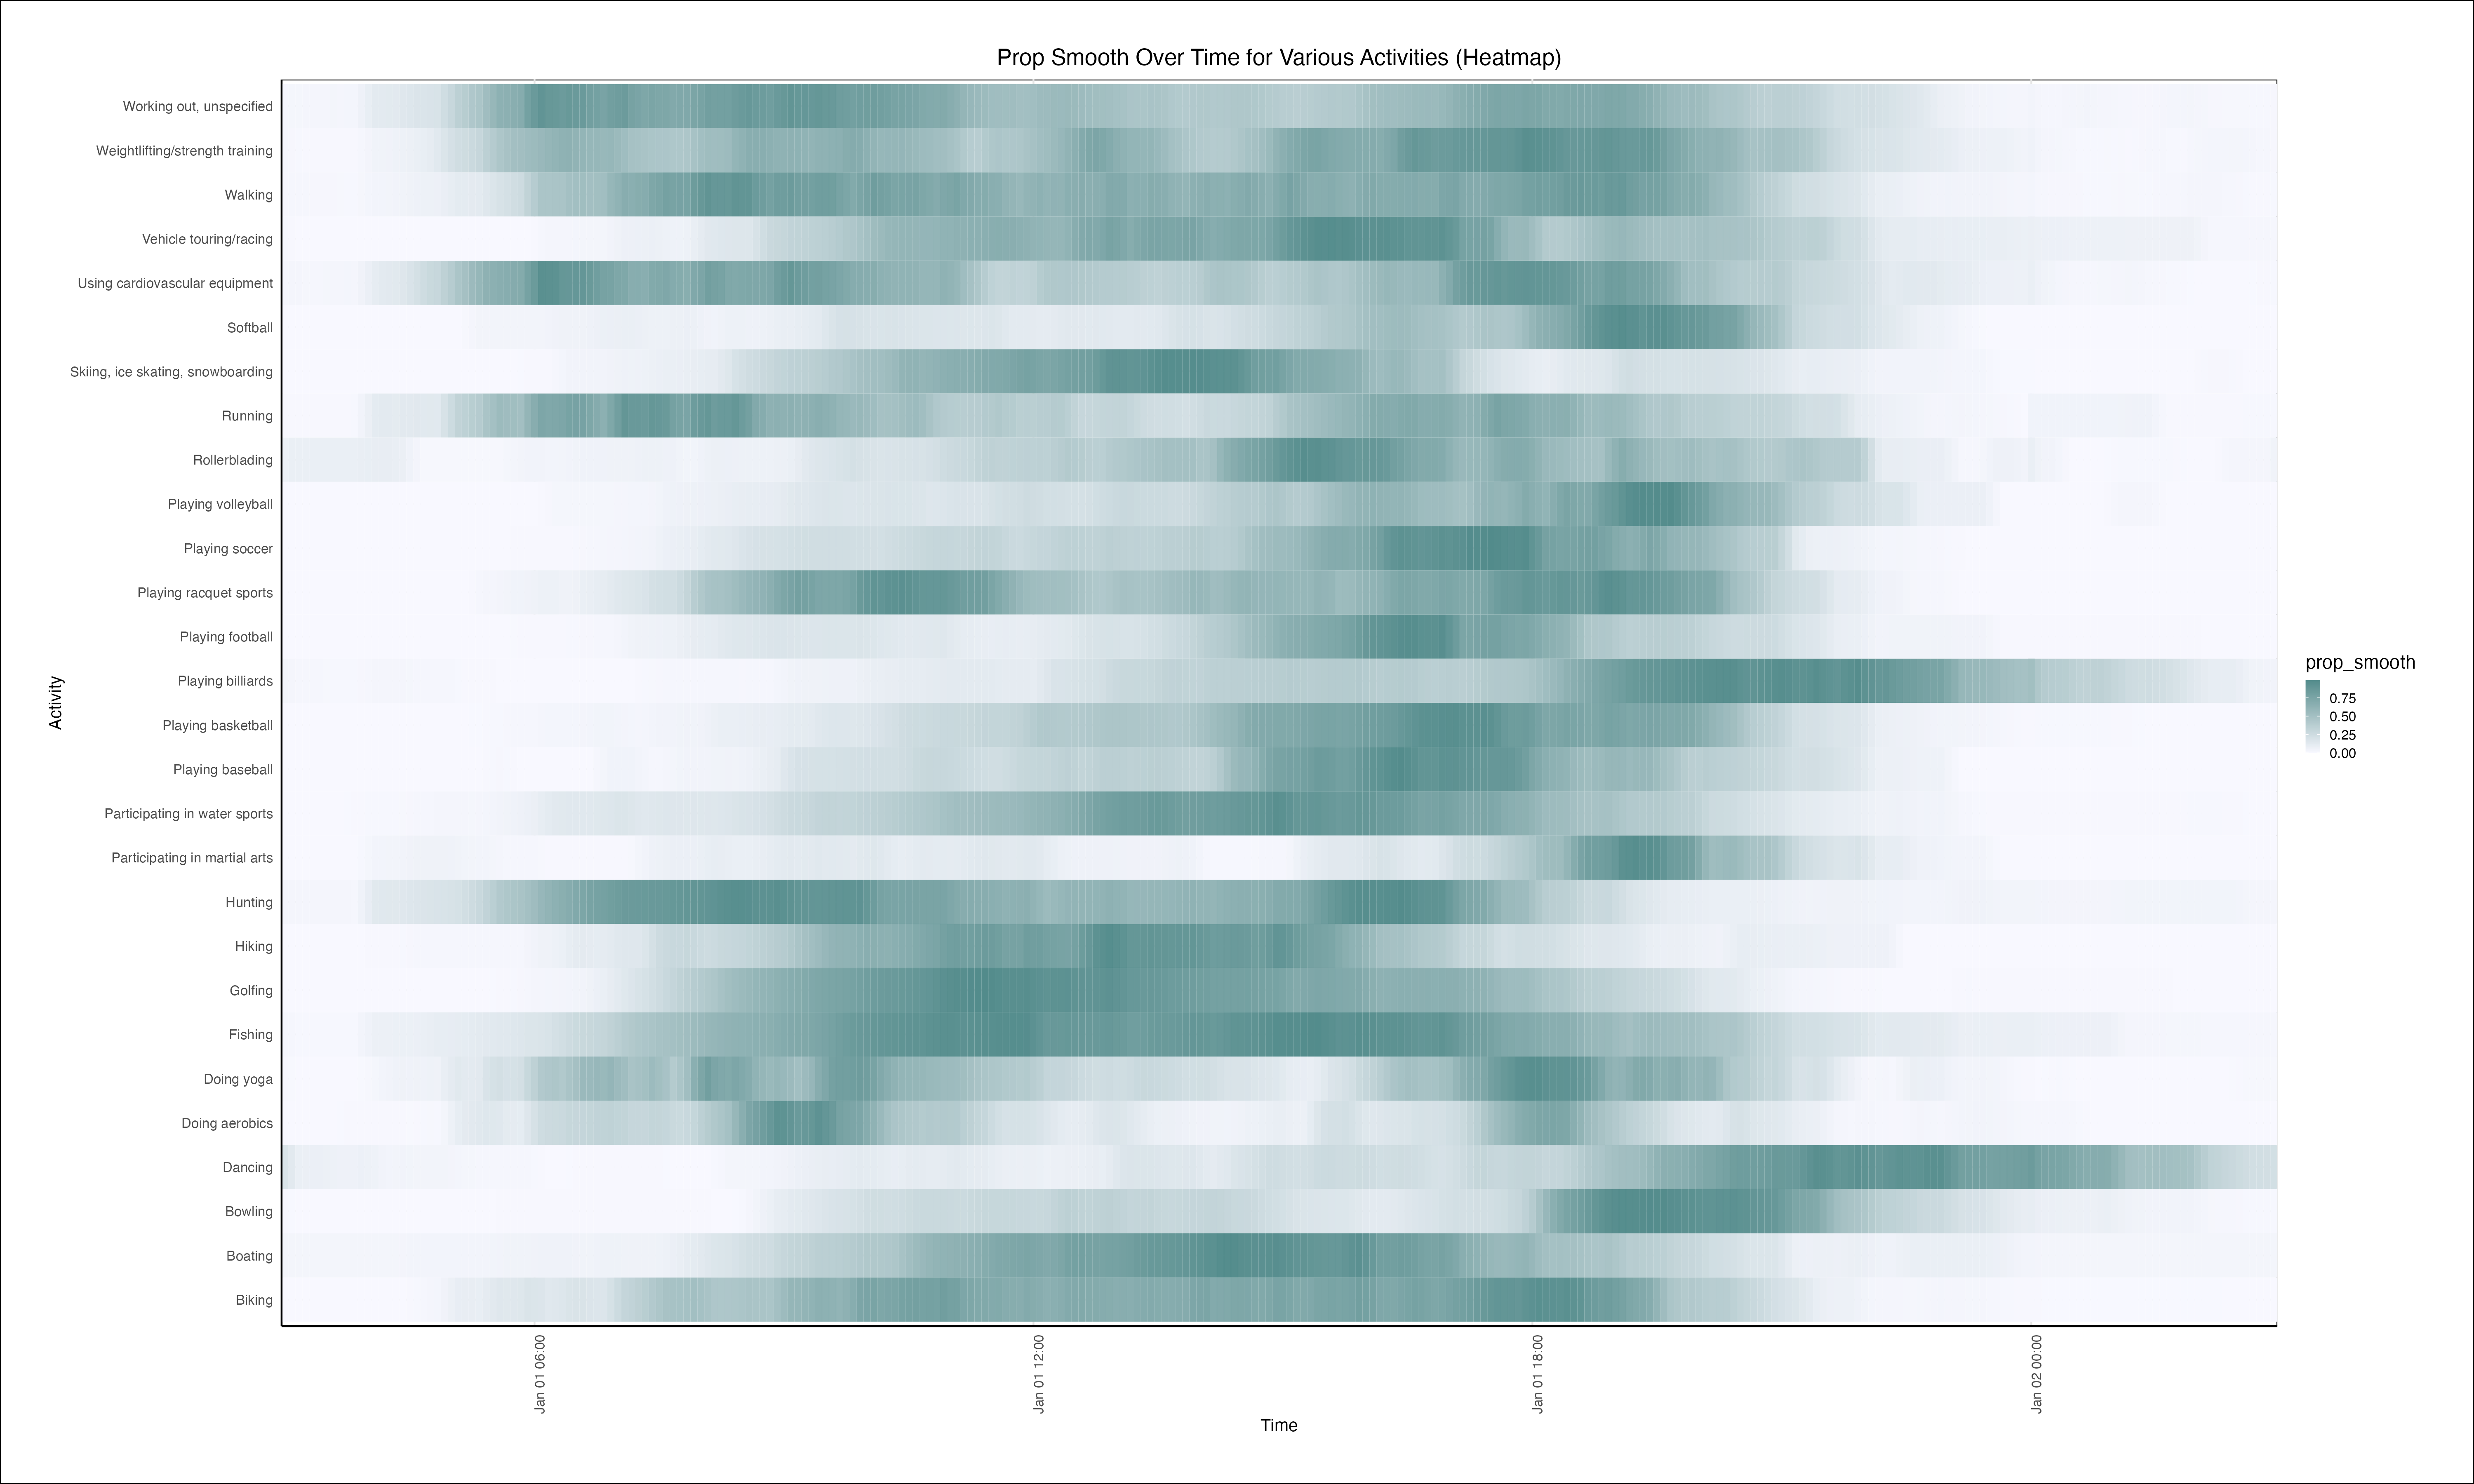 Prop Smooth Over Time for Various Activities (Heatmap)
Working out, unspecified
Weightlifting/strength training
Walking
Vehicle touring/racing
Using cardiovascular equipment
Softball
Skiing, ice skating, snowboarding
Running
Rollerblading
Playing volleyball
Playing soccer
Playing racquet sports
Playing football
Playing billiards
Playing basketball
Playing baseball
Participating in water sports
Participating in martial arts
Hunting
Hiking
Golfing
Fishing
Doing yoga
Doing aerobics
Dancing
Bowling
Boating
Biking
Activity
Jan 01 06:00
Jan 01 12:00
Jan 01 18:00
Jan 02 00:00
Time
prop_smooth
0.75
0.50
0.25
0.00